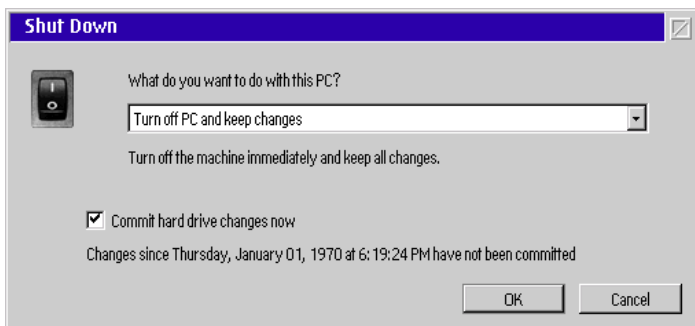 Shut Down
What do you want to do with this PC?
Turn off PC and keep changes
Turn off the machine immediately and keep all changes.
Commit hard drive changes now
Changes since Thursday, January 01, 1970 at 6:19:24 PM have not been committed
OK Cancel